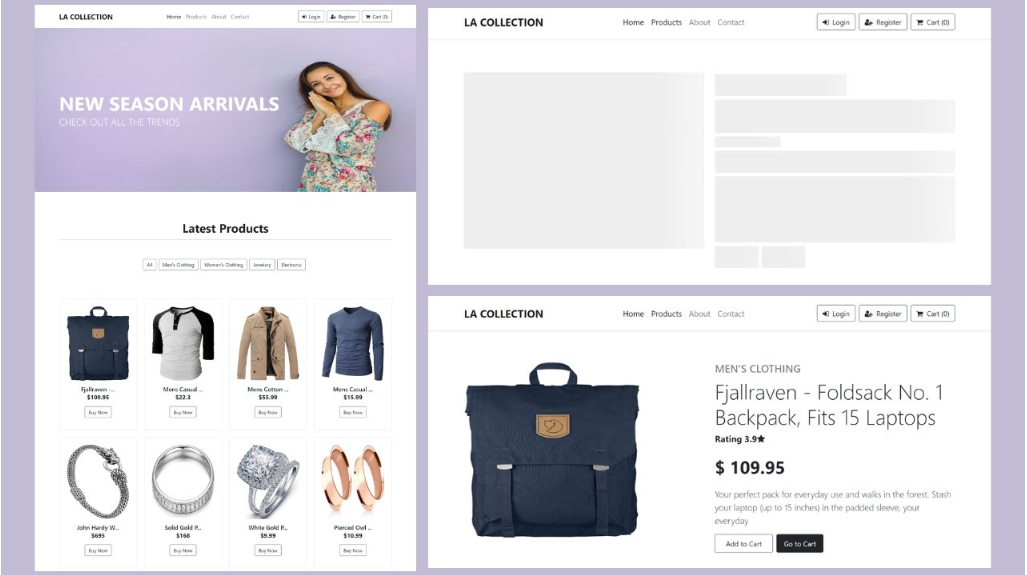 LA COLLECTION
Home Products About Contact
Login Register Cart (0)
NEW SEASON ARRIVALS
CHECK OUT ALL THE TRENDS
Latest Products
All Men's Clothing Women's Clothing Jewelery Electronic
Fjallraven -...
$109.95
Buy Now
Mens Casual ...
$22.3
Buy Now
Mens Cotton ...
$55.99
Buy Now
Mens Casual ...
$15.99
Buy Now
John Hardy W...
$695
Buy Now
Solid Gold P...
$168
Buy Now
White Gold P...
$9.99
Buy Now
Pierced Owl ...
$10.99
Buy Now
LA COLLECTION
Home Products About Contact
Login Register Cart (0)
LA COLLECTION
Home Products About Contact
Login Register Cart (0)
MEN'S CLOTHING
Fjallraven - Foldsack No. 1
Backpack, Fits 15 Laptops
Rating 3.9
$ 109.95
Your perfect pack for everyday use and walks in the forest. Stash
your laptop (up to 15 inches) in the padded sleeve, your
everyday
Add to Cart Go to Cart